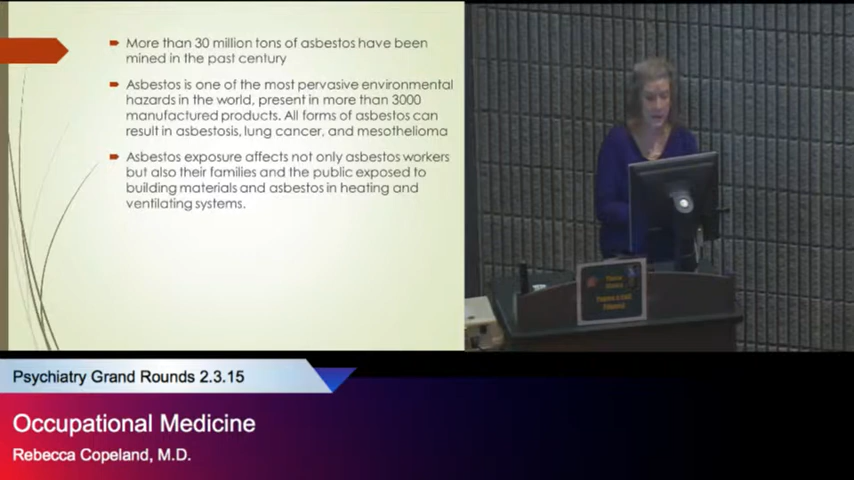 More than 30 million tons of asbestos have been
mined in the past century
Asbestos is one of the most pervasive environmental
hazards in the world, present in more than 3000
manufactured products. All forms of asbestos can
result in asbestosis, lung cancer, and mesothelioma
Asbestos exposure affects not only asbestos workers
but also their families and the public exposed to
building materials and asbestos in heating and
ventilating systems.
Psychiatry Grand Rounds 2.3.15
Occupational Medicine
Rebecca Copeland, M.D.